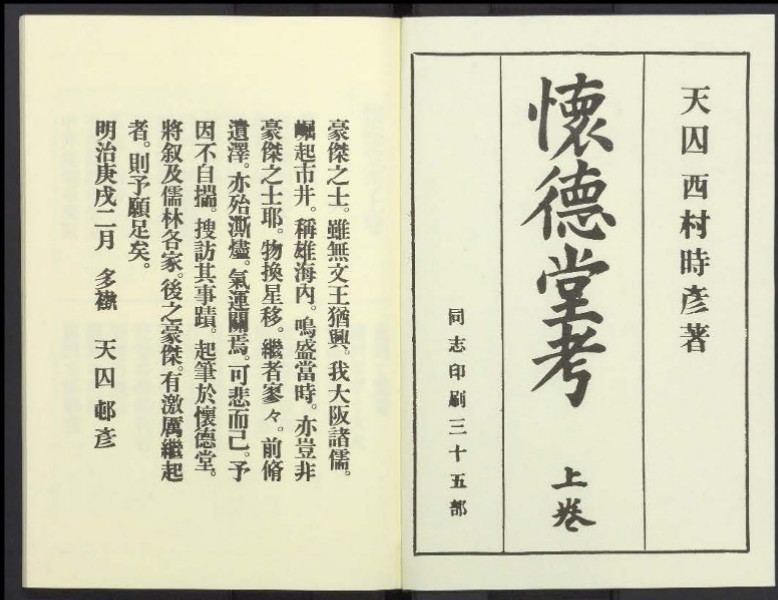 天囚 西村時彥著
懷德堂考 上卷
同志印刷三十五部
豪傑之士。雖無文王猶興。我大阪諸儒。
崛起市井。稱雄海內。鳴盛當時。亦豈非
豪傑之士耶。物換星移。繼者寥々。前脩
遺澤。亦殆澌燼。氣運關焉。可悲而已。予
因不自揣。搜訪其事蹟。起筆於懷德堂。
將叙及儒林各家。後之豪傑。有激厲繼起
者。則予願足矣。
明治庚戌二月 多襟 天囚 邨彥